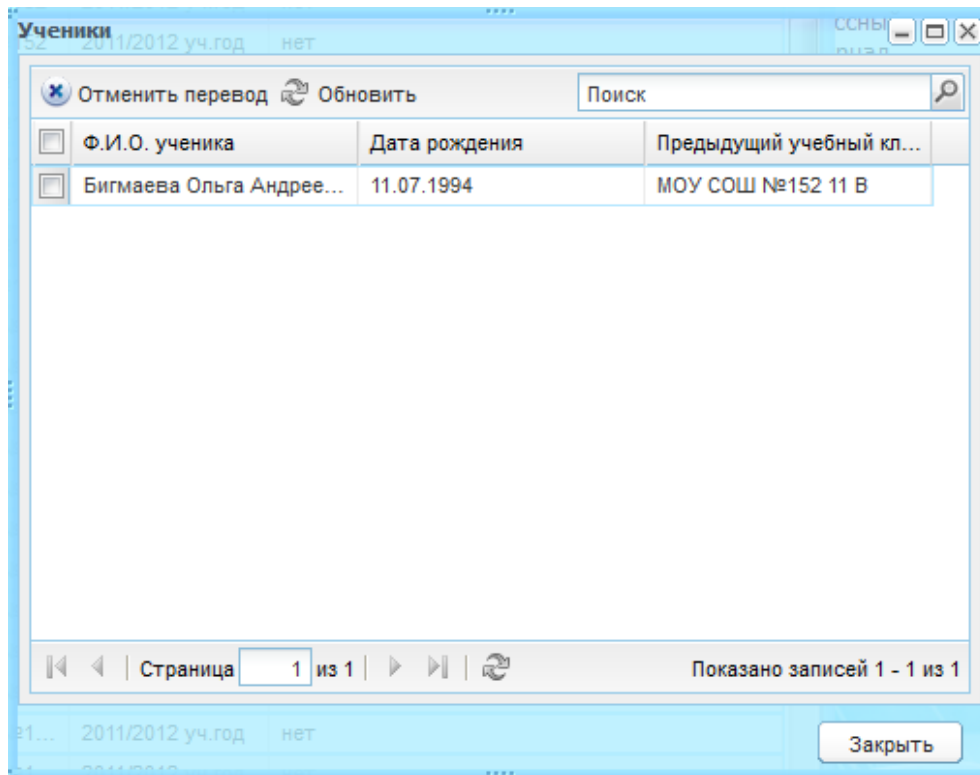 152 2011/2012 уч.год нет
Ученики
Отменить перевод Обновить Поиск
Ф.И.О. ученика Дата рождения Предыдущий учебный кл...
Бигмаева Ольга Андрее... 11.07.1994 МОУ СОШ №152 11 В
Страница 1 из 1 Показано записей 1 - 1 из 1
2011/2012 уч.год нет
Закрыть